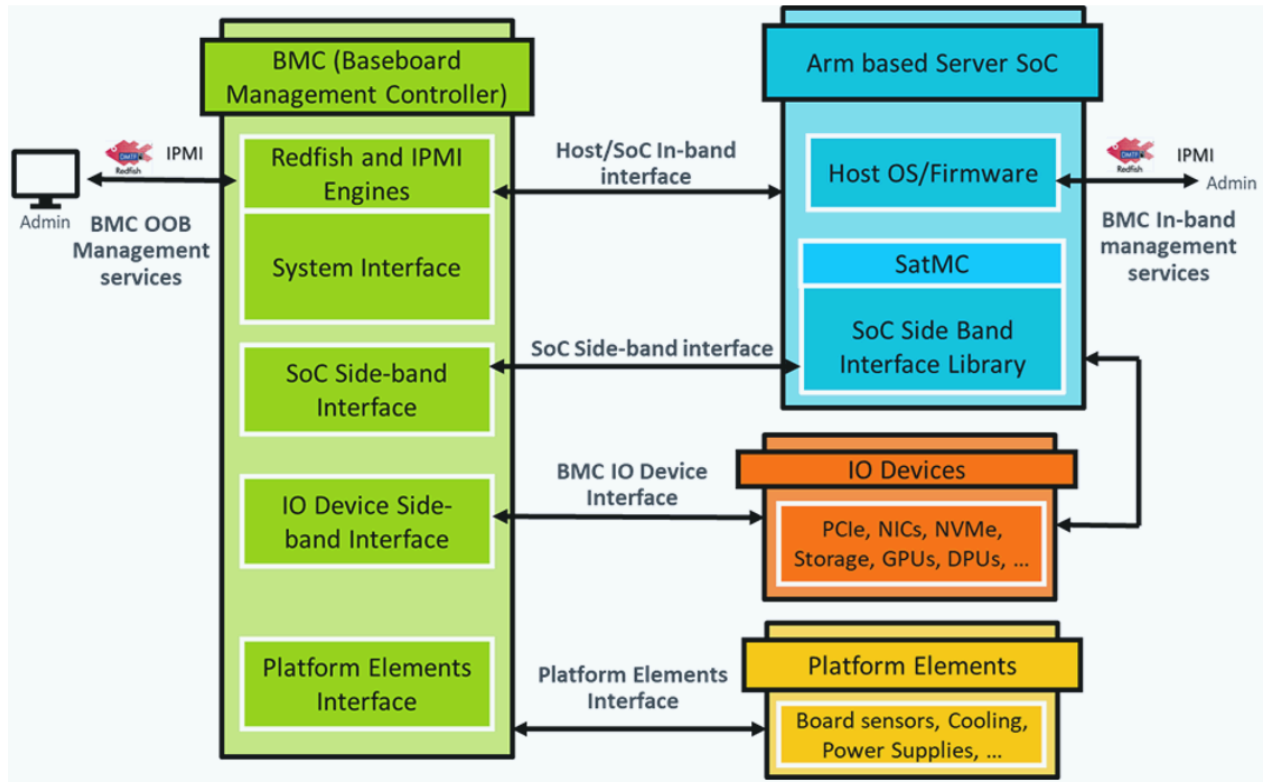 BMC (Baseboard
Management Controller)
Arm based Server SoC
DMTF
Redfish
IPMI
Admin
BMC OOB
Management
services
Redfish and IPMI
Engines
System Interface
Host/SoC In-band
interface
Host OS/Firmware
DMTF
Redfish
IPMI
Admin
BMC In-band
management
services
SatMC
SoC Side Band
Interface Library
SoC Side-band interface
SoC Side-band
Interface
IO Device Side-
band Interface
BMC IO Device
Interface
IO Devices
PCIe, NICs, NVMe,
Storage, GPUs, DPUs, ...
Platform Elements
Interface
Platform Elements
Interface
Platform Elements
Board sensors, Cooling,
Power Supplies, ...